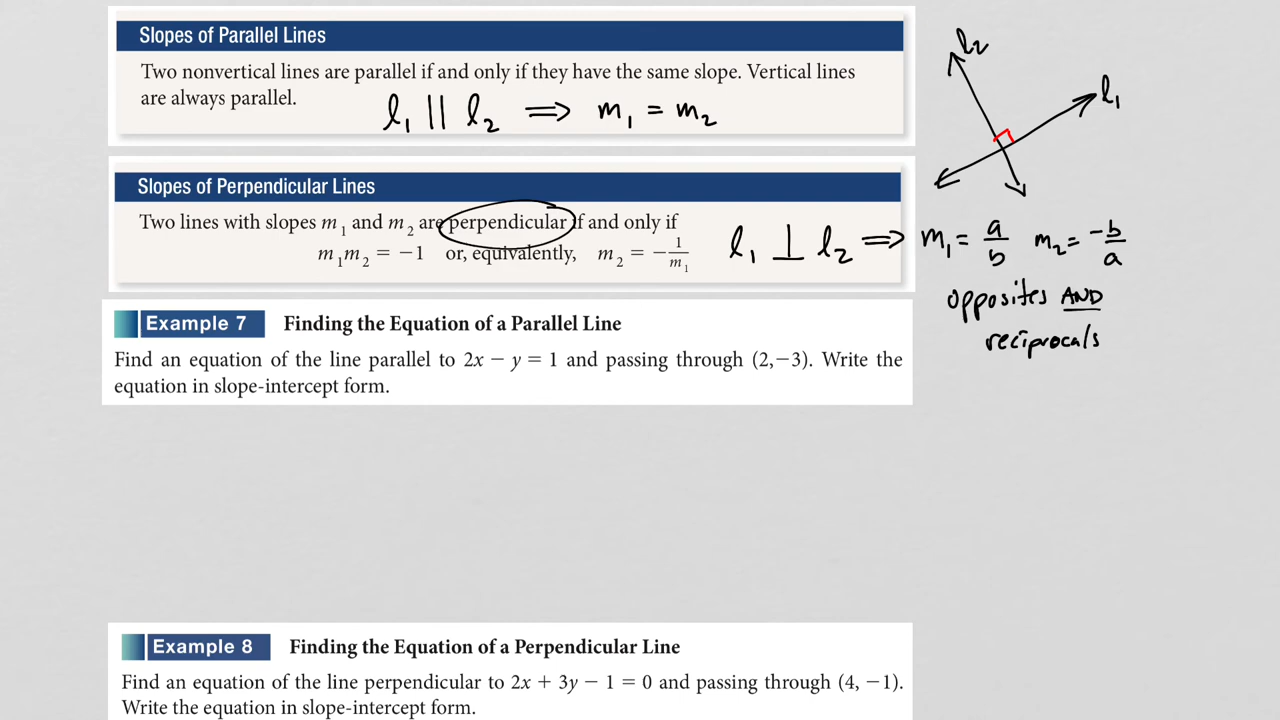 Slopes of Parallel Lines
Two nonvertical lines are parallel if and only if they have the same slope. Vertical lines
are always parallel.
l₁ || l₂ ⟹ m₁ = m₂
Slopes of Perpendicular Lines
Two lines with slopes m₁ and m₂ are perpendicular if and only if
m₁m₂ = −1 or, equivalently, m₂ = −1/m₁
l₁ ⊥ l₂ ⟹ m₁ = a/b m₂ = −b/a
opposites AND
reciprocals
l₂
l₁
Example 7 Finding the Equation of a Parallel Line
Find an equation of the line parallel to 2x − y = 1 and passing through (2,−3). Write the
equation in slope-intercept form.
Example 8 Finding the Equation of a Perpendicular Line
Find an equation of the line perpendicular to 2x + 3y − 1 = 0 and passing through (4, −1).
Write the equation in slope-intercept form.